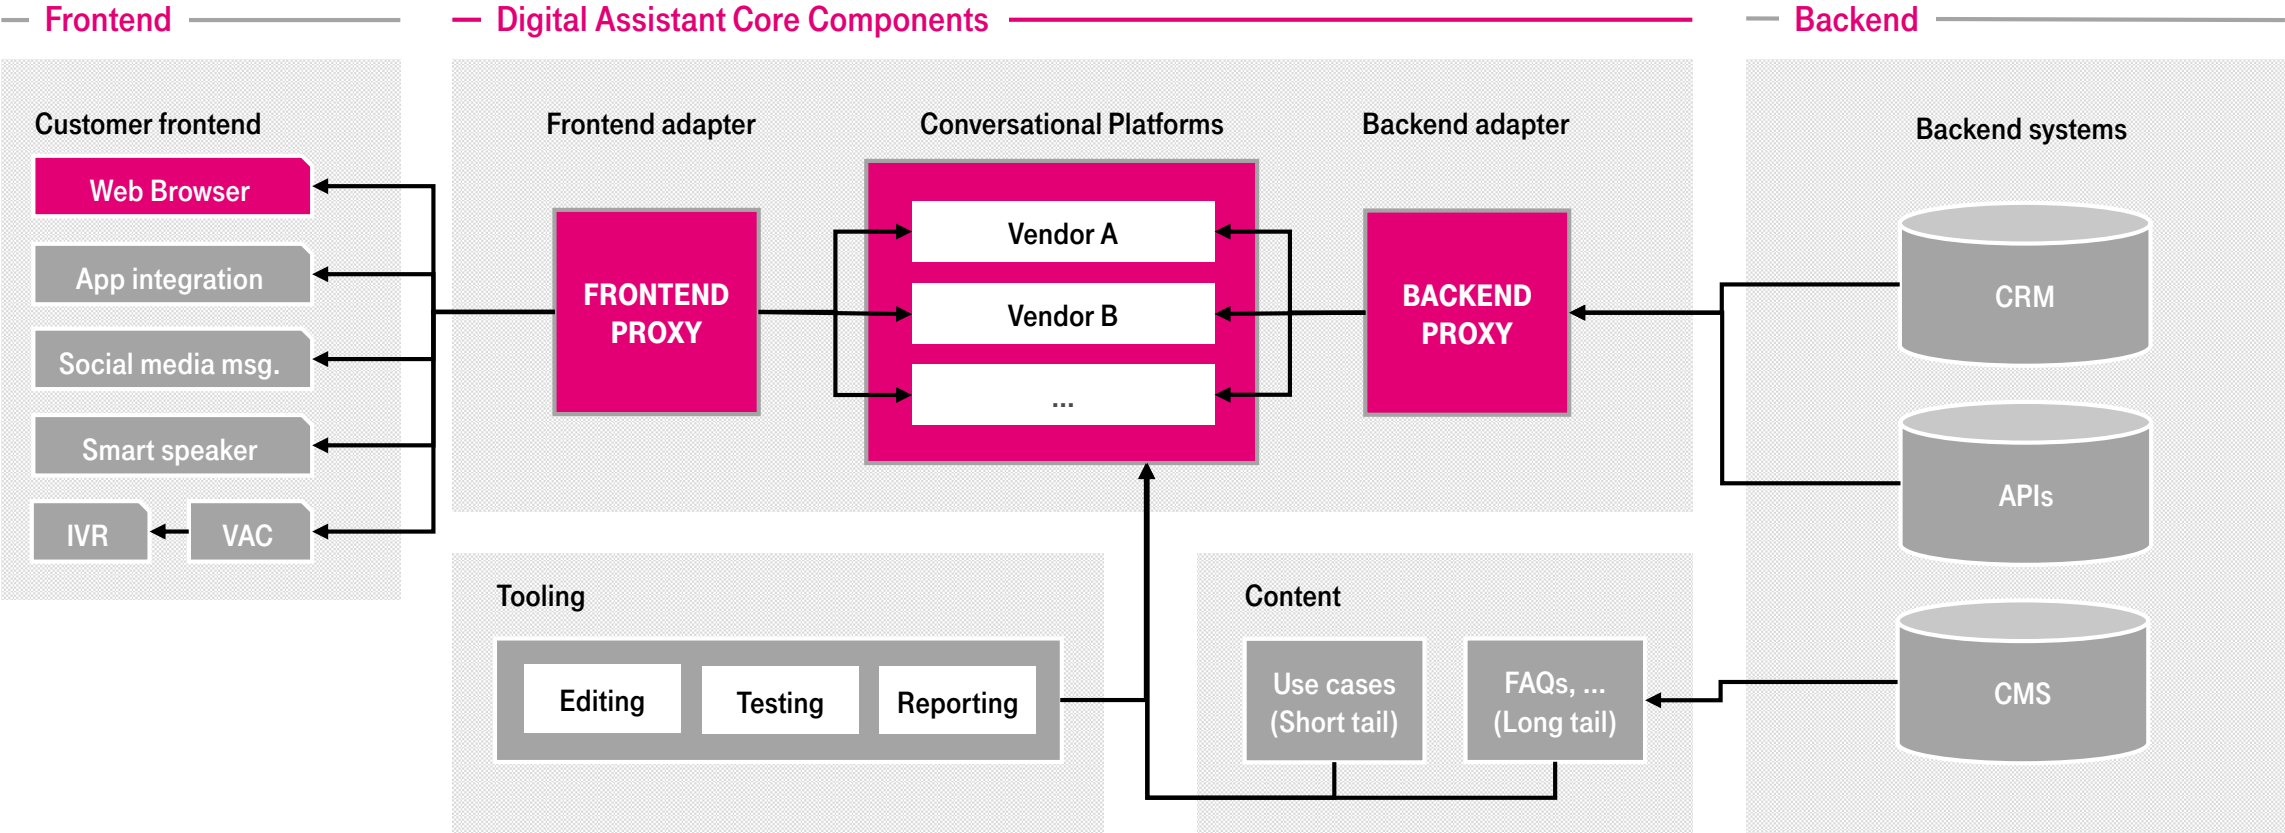 Frontend
Digital Assistant Core Components
Backend
Customer frontend
Web Browser
App integration
Social media msg.
Smart speaker
IVR
VAC
Frontend adapter
FRONTEND
PROXY
Conversational Platforms
Vendor A
Vendor B
...
Backend adapter
BACKEND
PROXY
Backend systems
CRM
APIs
CMS
Tooling
Editing
Testing
Reporting
Content
Use cases
(Short tail)
FAQs, ...
(Long tail)